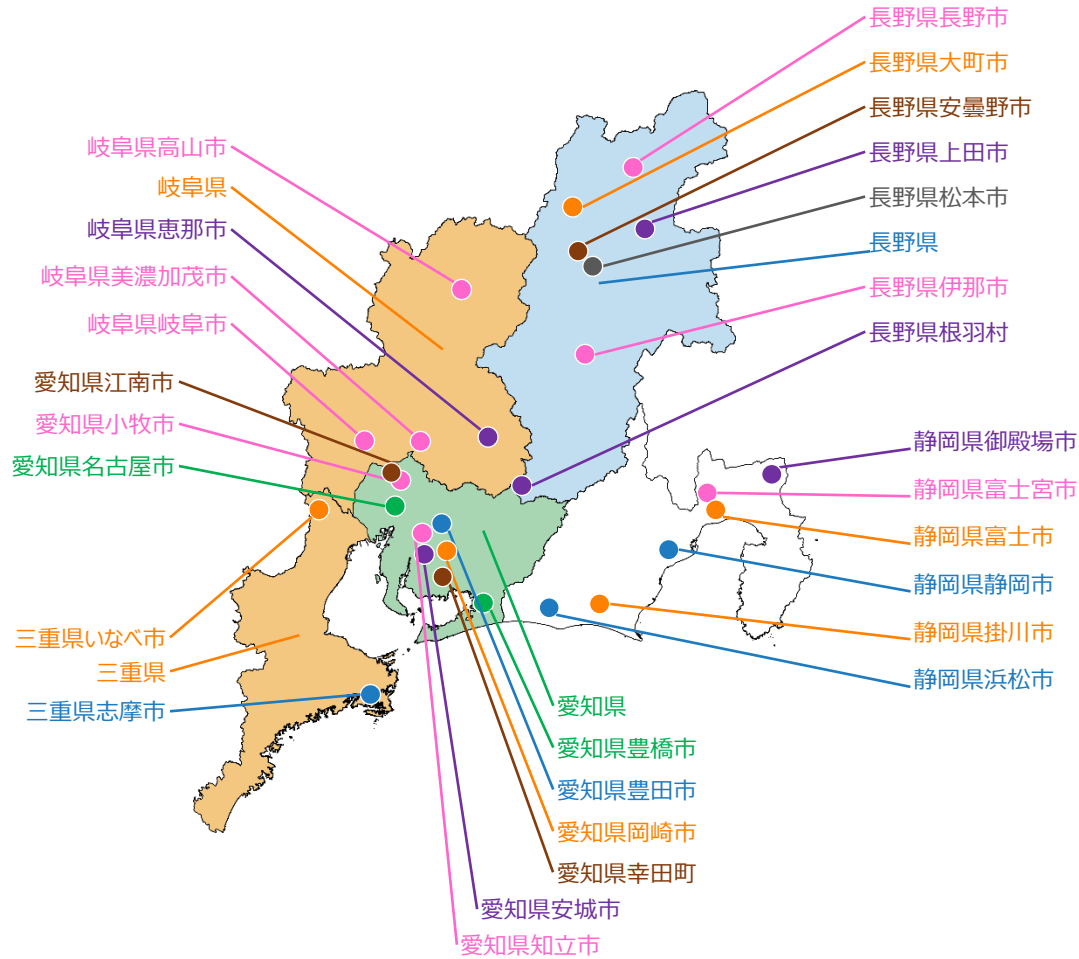 長野県長野市
長野県大町市
長野県安曇野市
長野県上田市
長野県松本市
長野県
長野県伊那市
長野県根羽村
岐阜県高山市
岐阜県
岐阜県恵那市
岐阜県美濃加茂市
岐阜県岐阜市
愛知県江南市
愛知県小牧市
愛知県名古屋市
静岡県御殿場市
静岡県富士宮市
静岡県富士市
静岡県静岡市
静岡県掛川市
静岡県浜松市
三重県いなべ市
三重県
三重県志摩市
愛知県
愛知県豊橋市
愛知県豊田市
愛知県岡崎市
愛知県幸田町
愛知県安城市
愛知県知立市